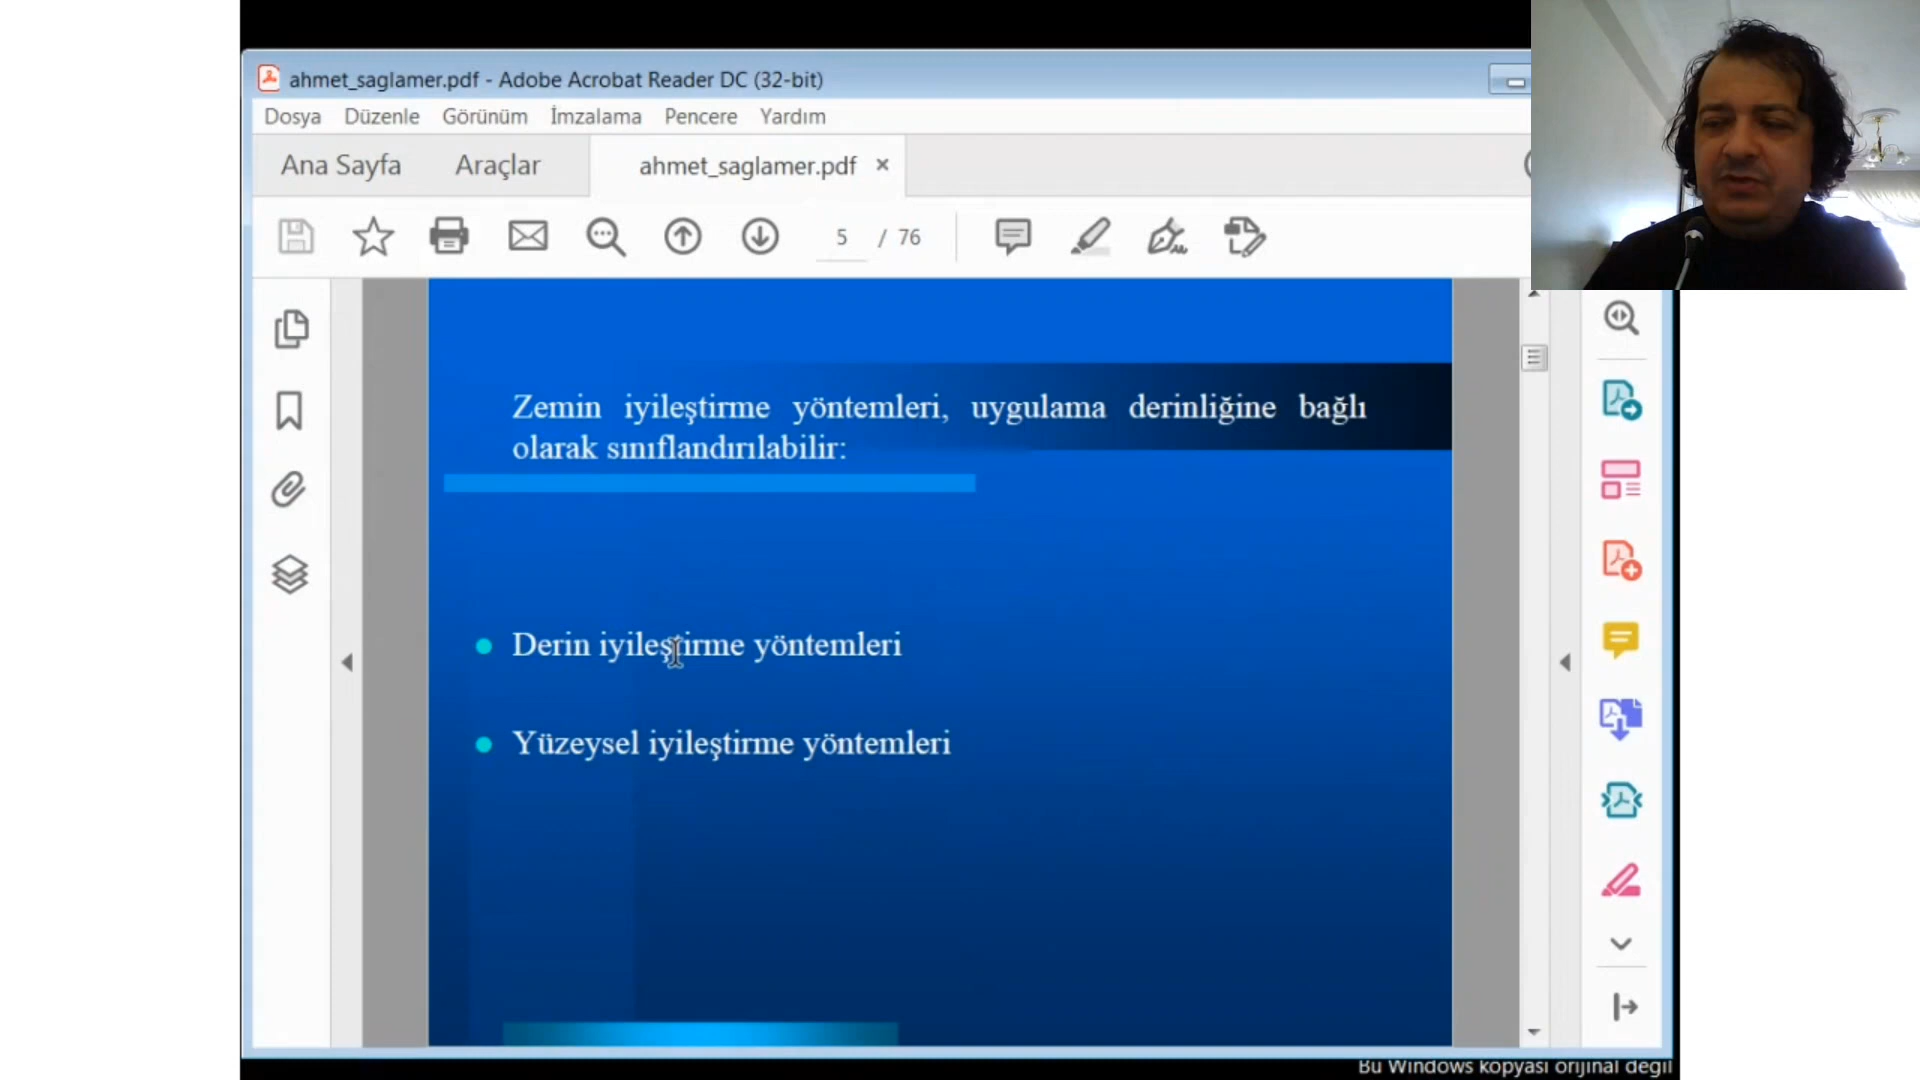 ahmet_saglamer.pdf - Adobe Acrobat Reader DC (32-bit)
Dosya Düzenle Görünüm İmzalama Pencere Yardım
Ana Sayfa Araçlar ahmet_saglamer.pdf ×
5 / 76
Zemin iyileştirme yöntemleri, uygulama derinliğine bağlı
olarak sınıflandırılabilir:
Derin iyileştirme yöntemleri
Yüzeysel iyileştirme yöntemleri
Bu Windows kopyası orijinal değil